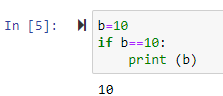 In [5]: b=10
if b==10:
    print (b)
10